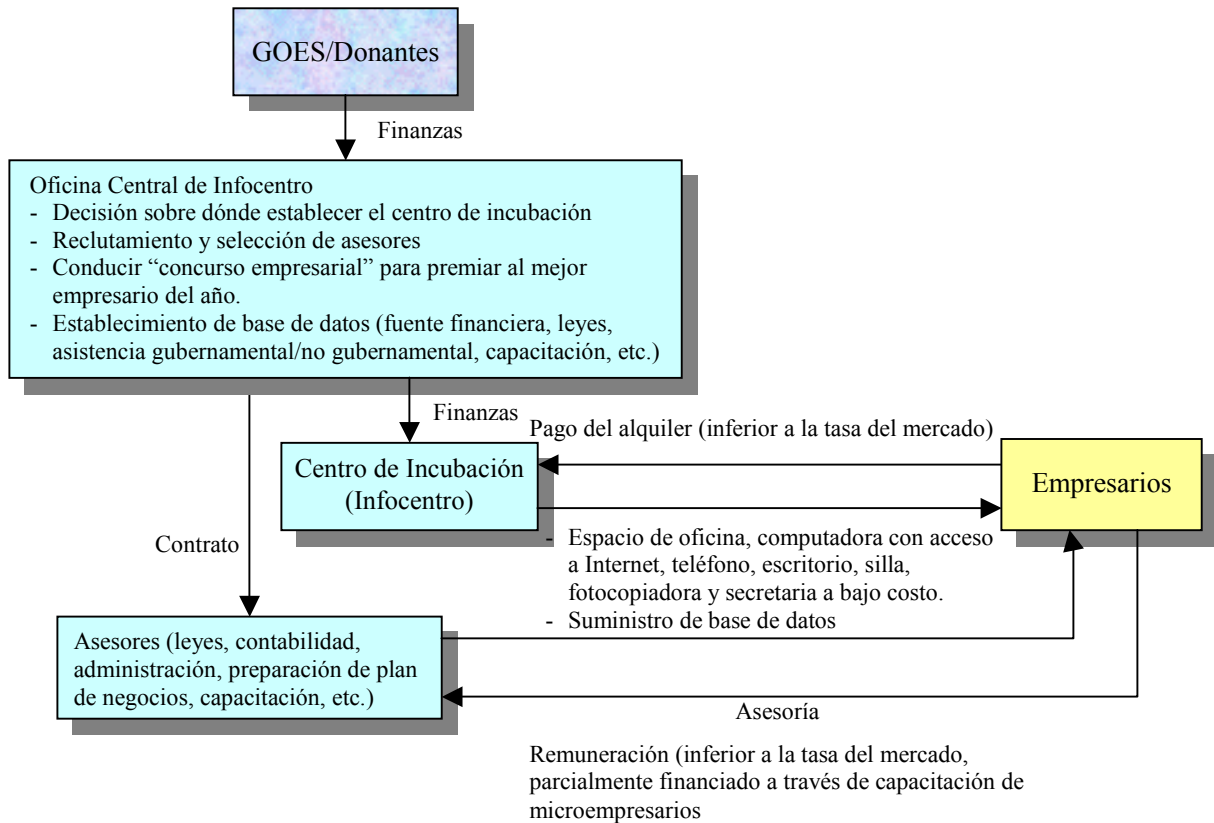 GOES/Donantes
Finanzas
Oficina Central de Infocentro
- Decisión sobre dónde establecer el centro de incubación
- Reclutamiento y selección de asesores
- Conducir “concurso empresarial” para premiar al mejor
empresario del año.
- Establecimiento de base de datos (fuente financiera, leyes,
asistencia gubernamental/no gubernamental, capacitación, etc.)
Finanzas
Pago del alquiler (inferior a la tasa del mercado)
Centro de Incubación
(Infocentro)
Empresarios
Contrato
- Espacio de oficina, computadora con acceso
a Internet, teléfono, escritorio, silla,
fotocopiadora y secretaria a bajo costo.
- Suministro de base de datos
Asesores (leyes, contabilidad,
administración, preparación de plan
de negocios, capacitación, etc.)
Asesoría
Remuneración (inferior a la tasa del mercado,
parcialmente financiado a través de capacitación de
microempresarios